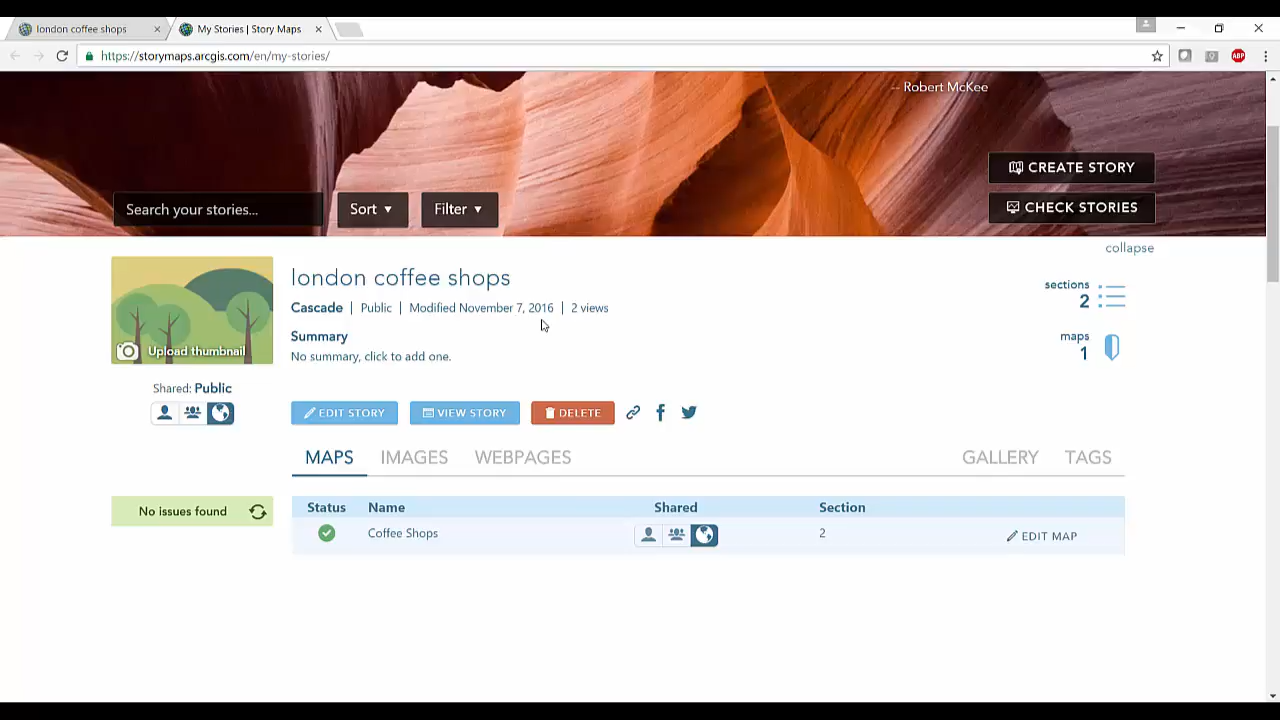 london coffee shops
My Stories | Story Maps
https://storymaps.arcgis.com/en/my-stories/
ABP
-- Robert McKee
CREATE STORY
Search your stories...
Sort ▼
Filter ▼
CHECK STORIES
collapse
london coffee shops
sections
2
Cascade | Public | Modified November 7, 2016 | 2 views
Summary
maps
1
Upload thumbnail
No summary, click to add one.
Shared: Public
EDIT STORY
VIEW STORY
DELETE
MAPS
IMAGES
WEBPAGES
GALLERY
TAGS
No issues found
Status Name Shared Section
Coffee Shops 2 EDIT MAP